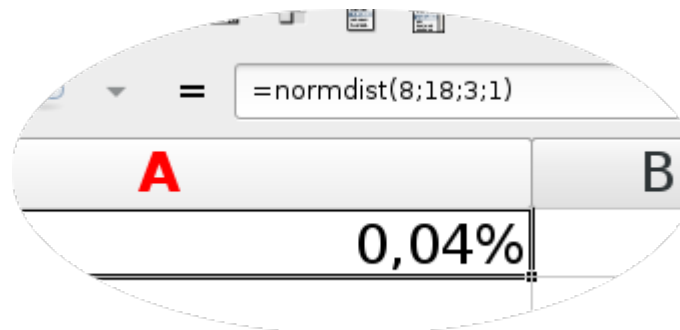 = =normdist(8;18;3;1)
A B
0,04%